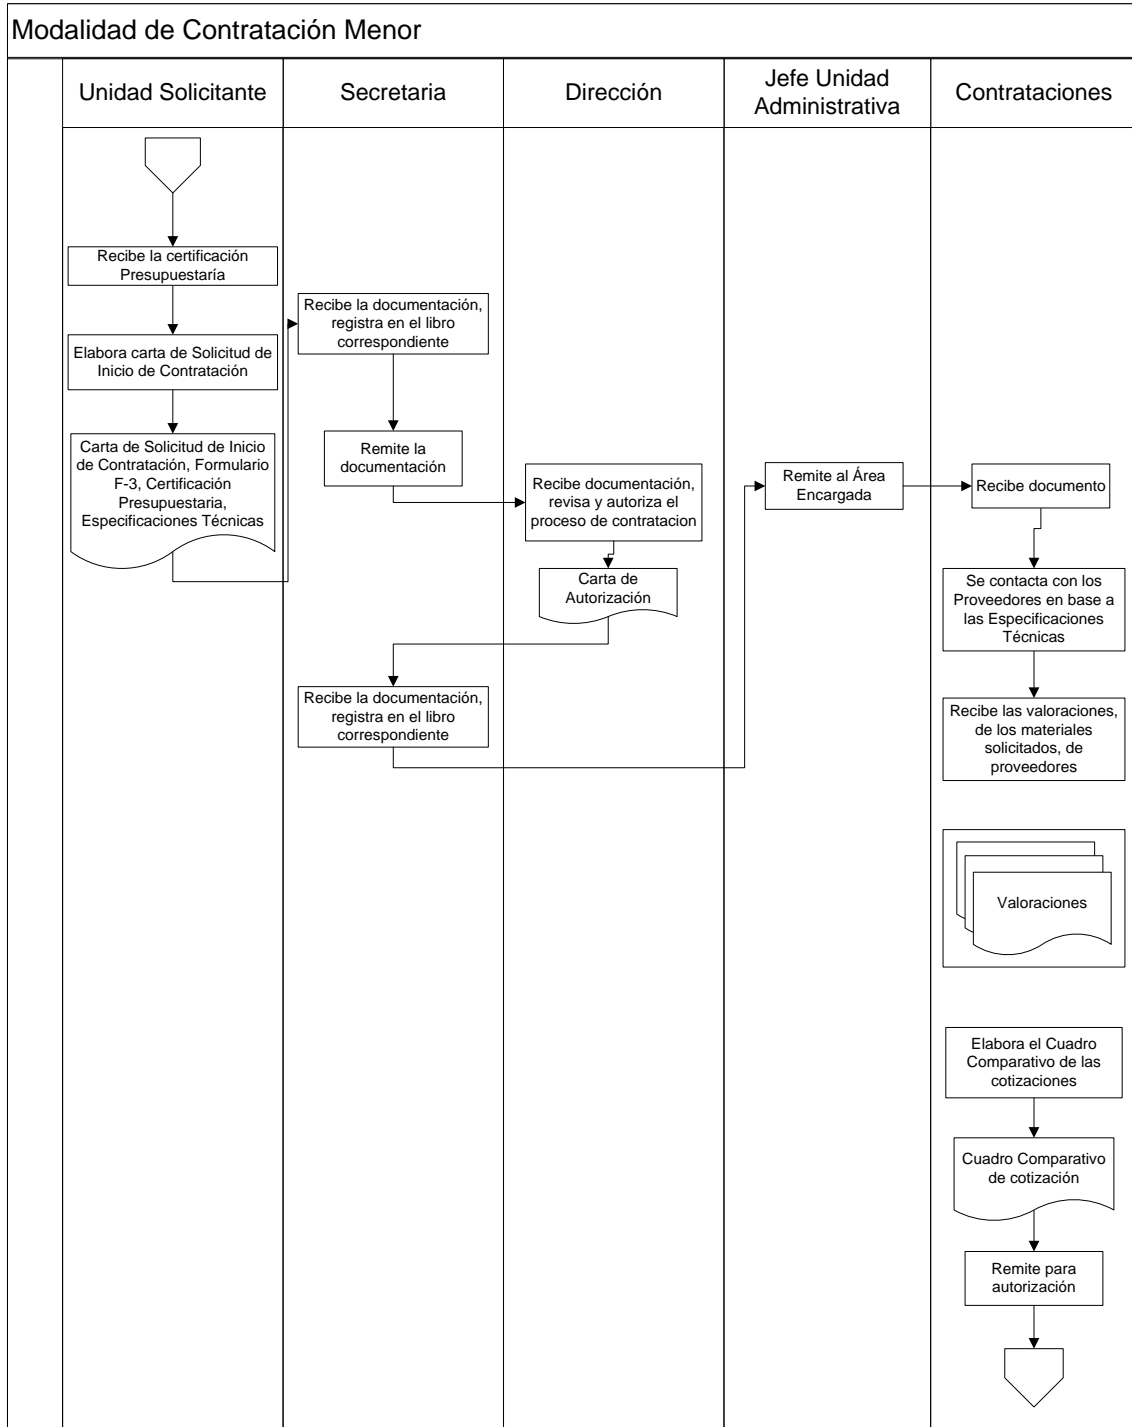 Modalidad de Contratación Menor
Unidad Solicitante
Secretaria
Dirección
Jefe Unidad
Administrativa
Contrataciones
Recibe la certificación
Presupuestaría
Elabora carta de Solicitud de
Inicio de Contratación
Carta de Solicitud de Inicio
de Contratación, Formulario
F-3, Certificación
Presupuestaria,
Especificaciones Técnicas
Recibe la documentación,
registra en el libro
correspondiente
Remite la
documentación
Recibe documentación,
revisa y autoriza el
proceso de contratacion
Carta de
Autorización
Recibe la documentación,
registra en el libro
correspondiente
Remite al Área
Encargada
Recibe documento
Se contacta con los
Proveedores en base a
las Especificaciones
Técnicas
Recibe las valoraciones,
de los materiales
solicitados, de
proveedores
Valoraciones
Elabora el Cuadro
Comparativo de las
cotizaciones
Cuadro Comparativo
de cotización
Remite para
autorización